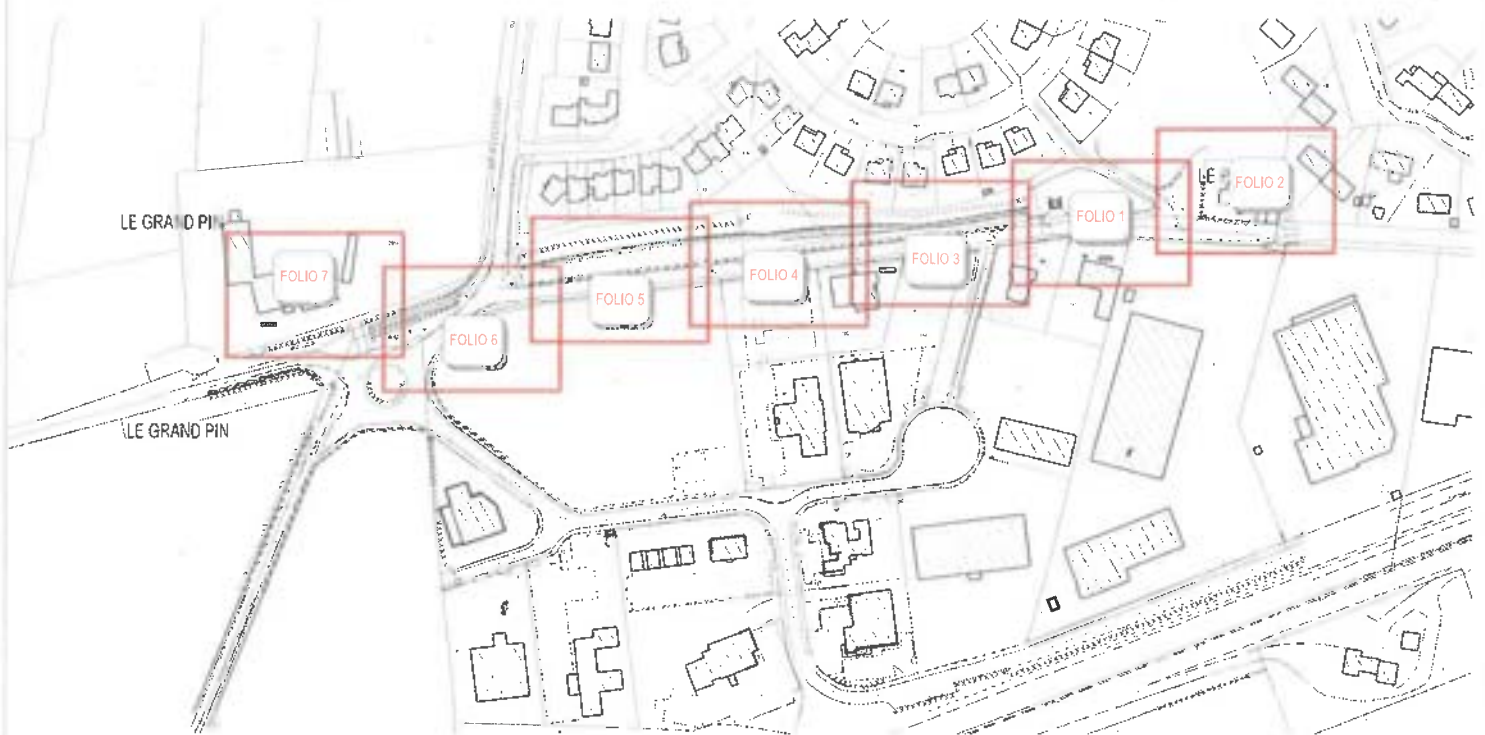 LE GRAND PIN
FOLIO 7
FOLIO 6
FOLIO 5
FOLIO 4
FOLIO 3
FOLIO 1
LE
FOLIO 2
LE GRAND PIN